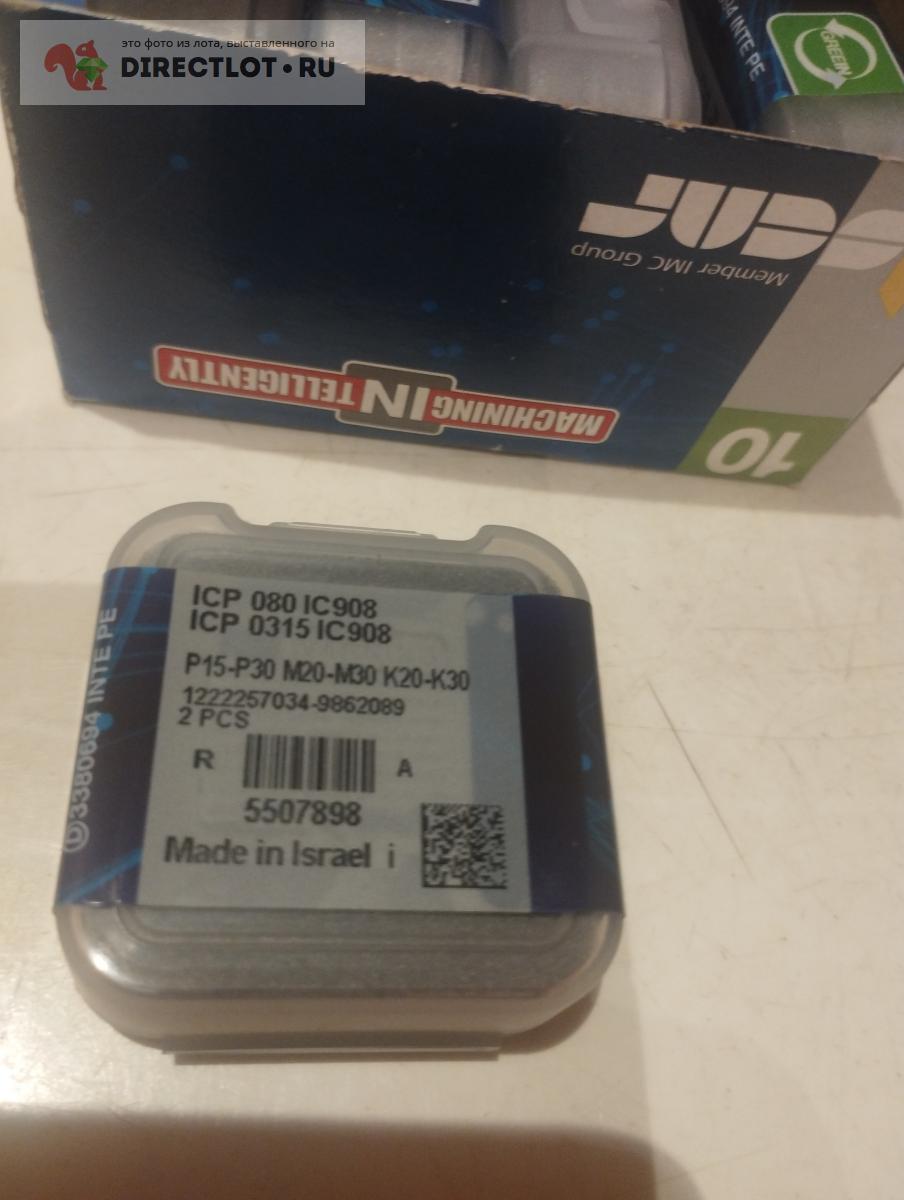 это фото из лота, выставленного на
DIRECTLOT•RU
GREEN
INTE PE
Member IMC Group
MACHINING INTELLIGENTLY
10
ICP 080 IC908
ICP 0315 IC908
P15-P30 M20-M30 K20-K30
1222257034-9862089
2 PCS
R A
5507898
Made in Israel i
3380694 INTE PE